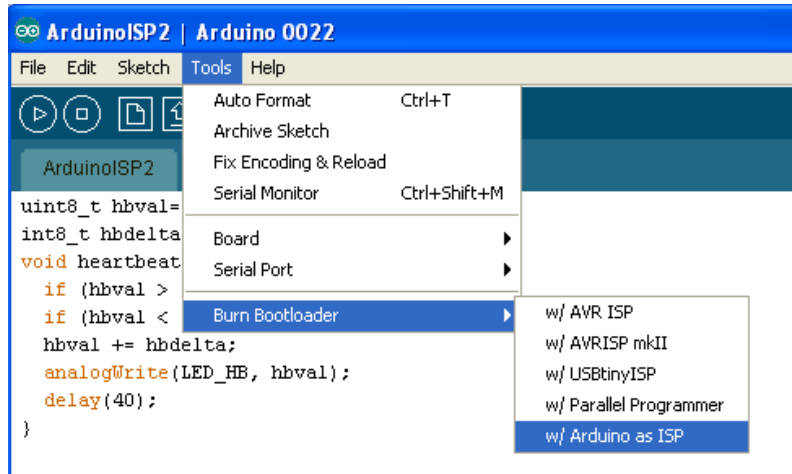 ArduinoISP2 | Arduino 0022
File Edit Sketch Tools Help
Auto Format Ctrl+T
Archive Sketch
Fix Encoding & Reload
Serial Monitor Ctrl+Shift+M
Board
Serial Port
Burn Bootloader
w/ AVR ISP
w/ AVRISP mkII
w/ USBtinyISP
w/ Parallel Programmer
w/ Arduino as ISP
ArduinoISP2
uint8_t hbval=
int8_t hbdelta
void heartbeat
if (hbval >
if (hbval <
hbval += hbdelta;
analogWrite(LED_HB, hbval);
delay(40);
}